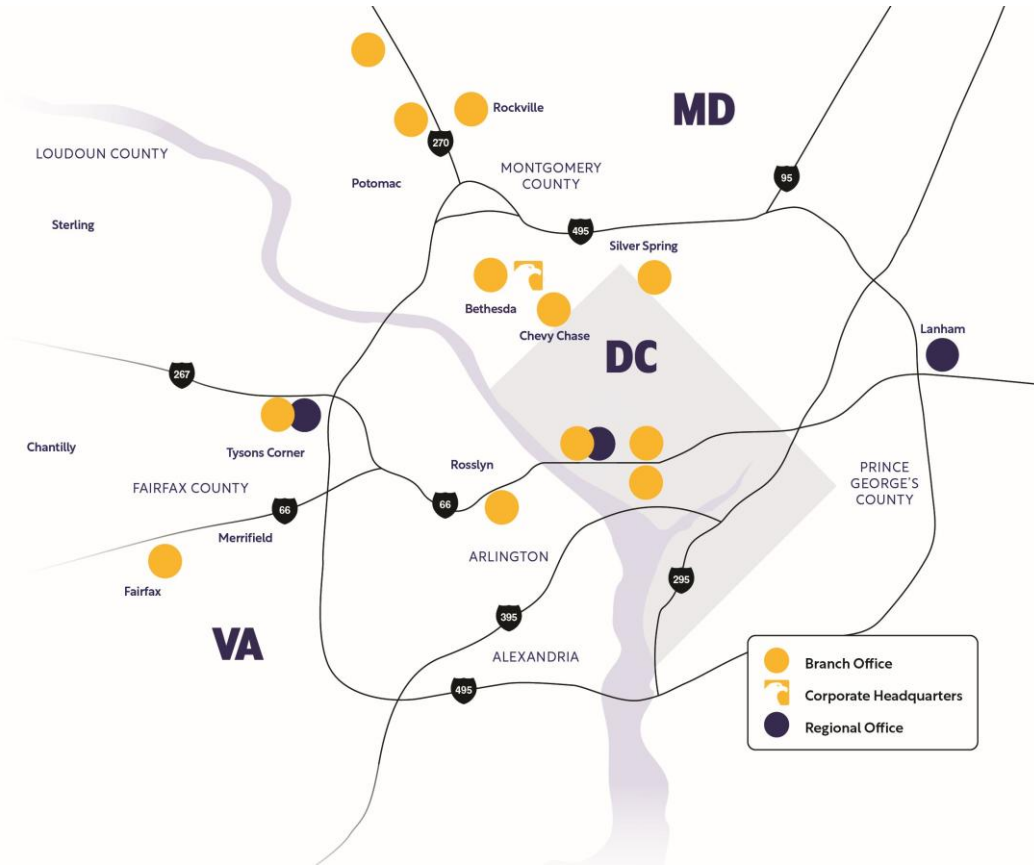 Rockville
MD
270
LOUDOUN COUNTY
MONTGOMERY
COUNTY
Potomac
95
Sterling
495
Silver Spring
Bethesda
Chevy Chase
Lanham
DC
267
Chantilly
Tysons Corner
Rosslyn
PRINCE
GEORGE'S
COUNTY
FAIRFAX COUNTY
66
66
Merrifield
ARLINGTON
Fairfax
295
395
VA
ALEXANDRIA
495
Branch Office
Corporate Headquarters
Regional Office